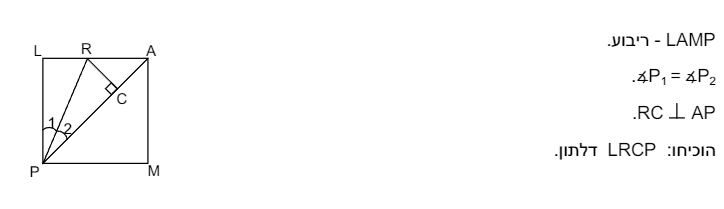 LAMP - ריבוע.
∡P₁ = ∡P₂.
RC ⊥ AP.
הוכיחו: LRCP דלתון.
L R A
C
1 2
P M